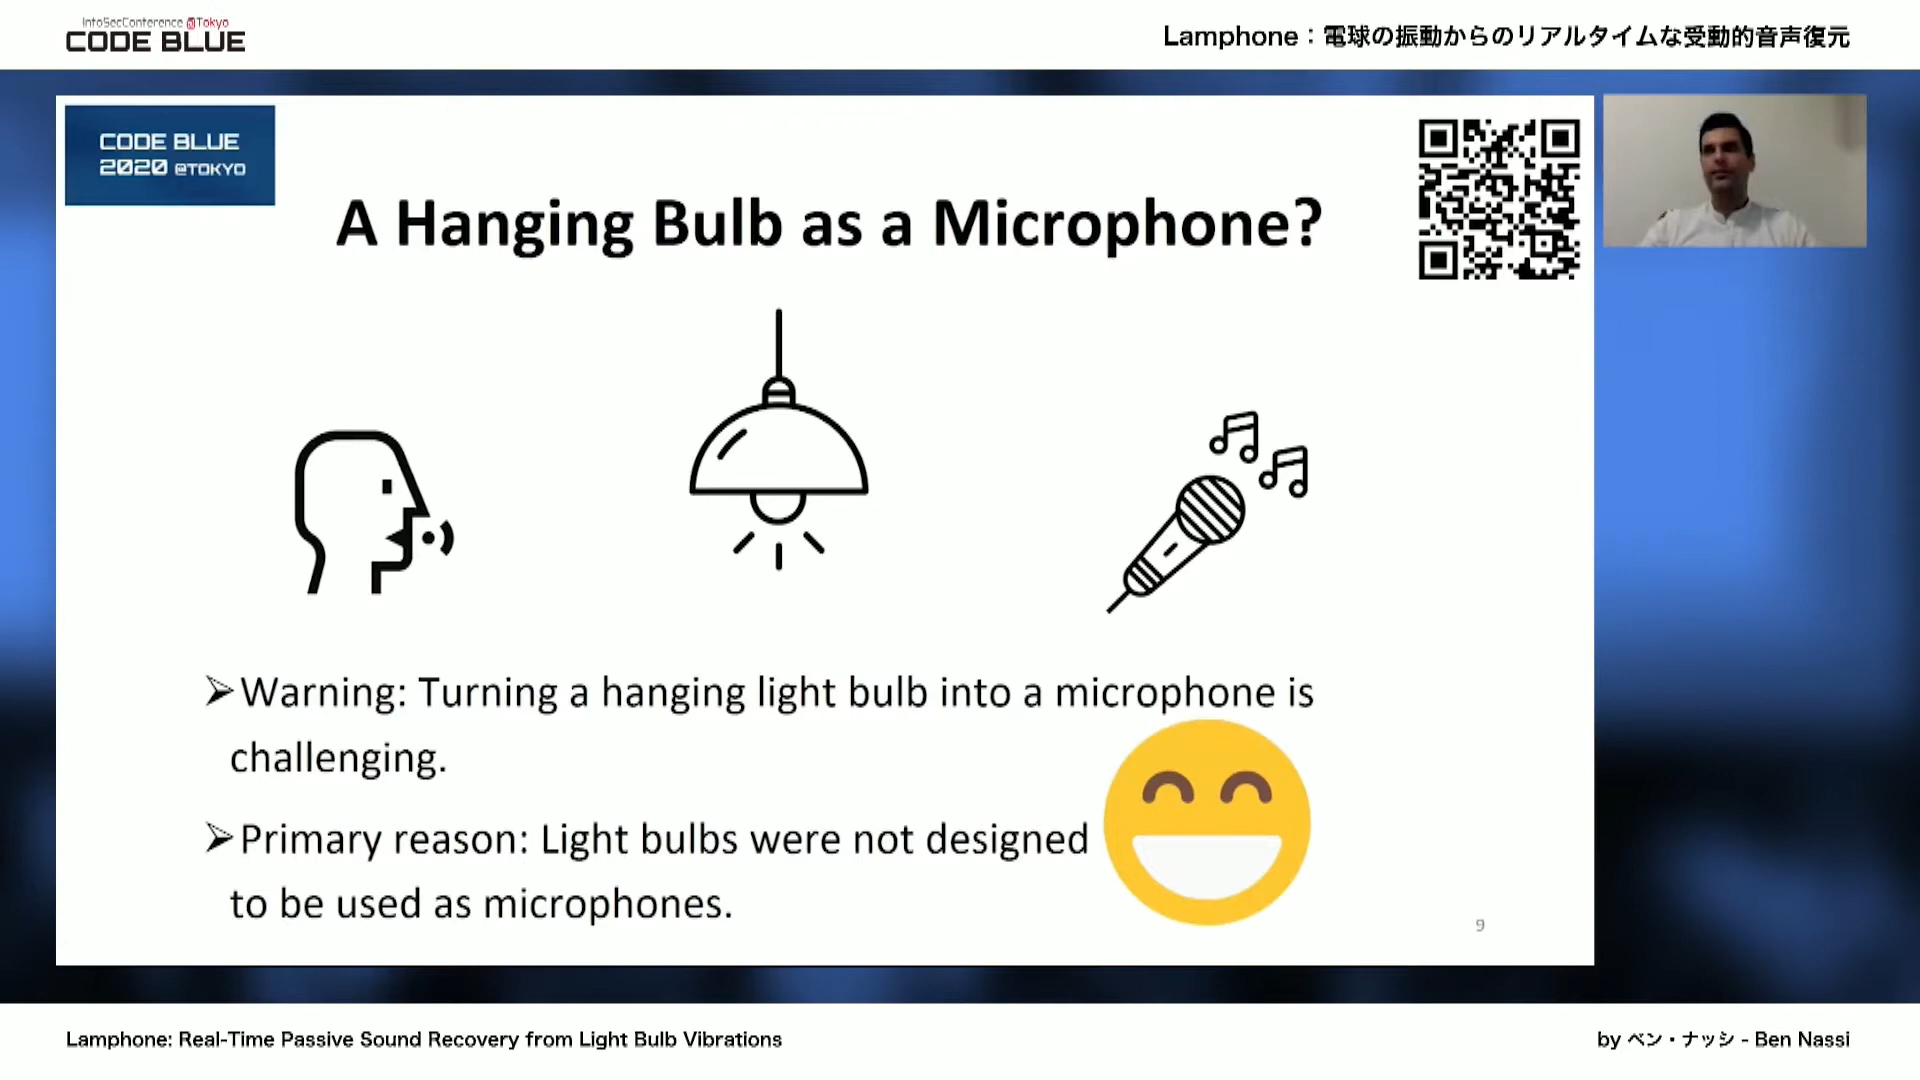 InfoSecConference @Tokyo
CODE BLUE
Lamphone：電球の振動からのリアルタイムな受動的音声復元
CODE BLUE
2020 @TOKYO
A Hanging Bulb as a Microphone?
➢Warning: Turning a hanging light bulb into a microphone is
challenging.
➢Primary reason: Light bulbs were not designed
to be used as microphones.
9
Lamphone: Real-Time Passive Sound Recovery from Light Bulb Vibrations
by ベン・ナッシ - Ben Nassi